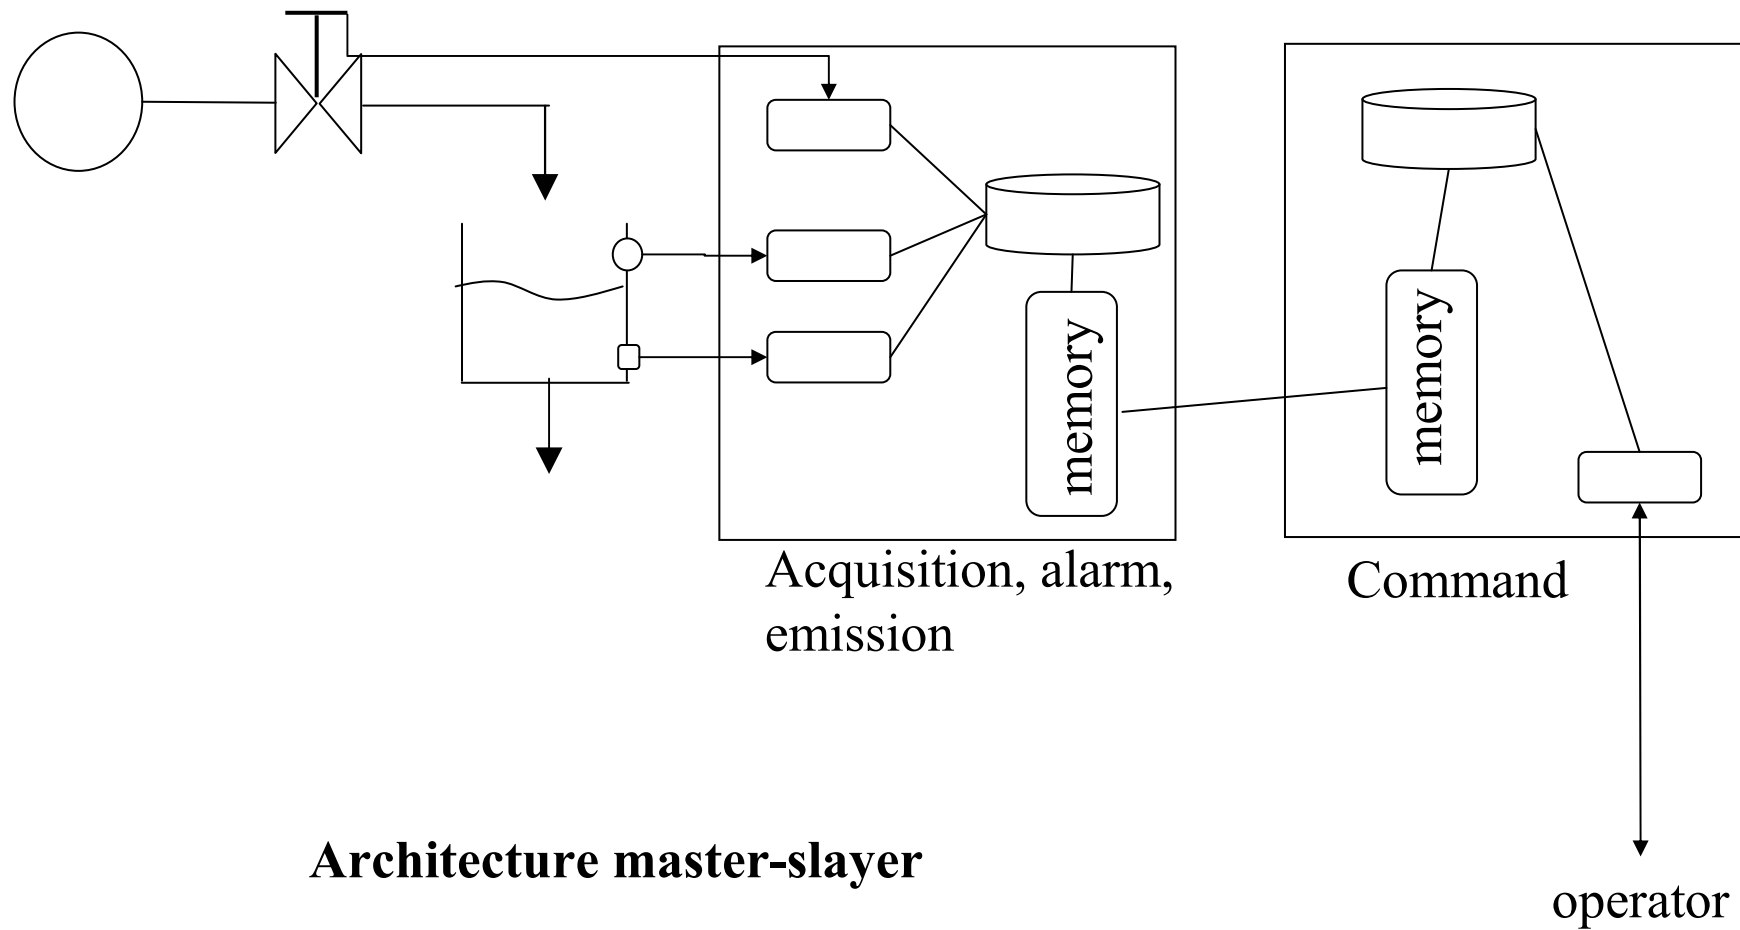 memory
memory
Acquisition, alarm,
emission
Command
Architecture master-slayer
operator